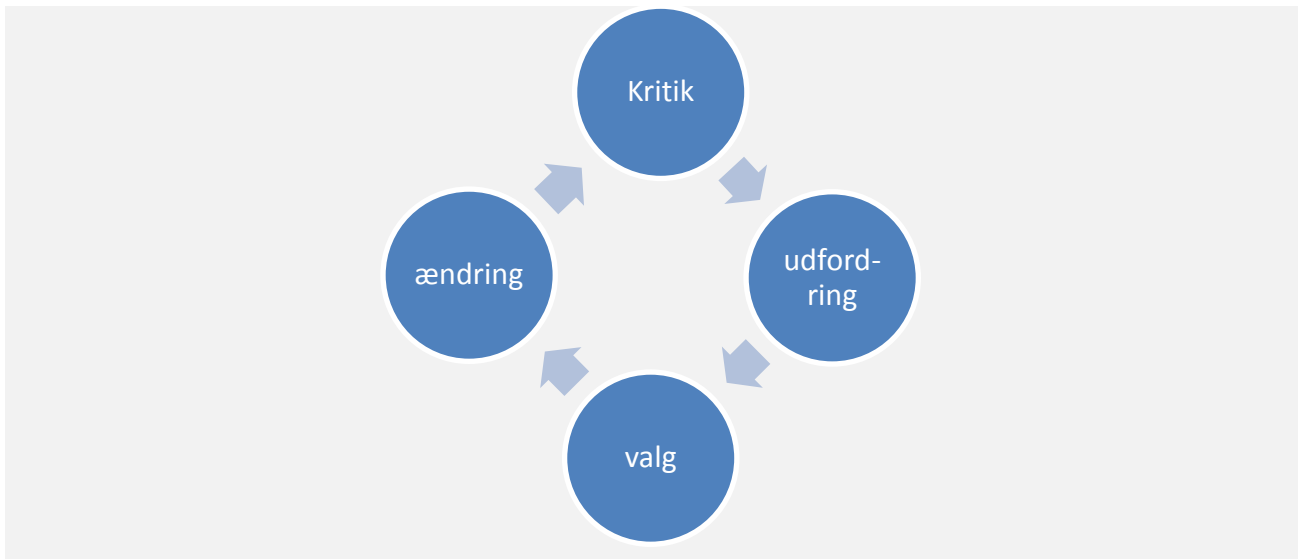 Kritik
udford-
ring
valg
ændring